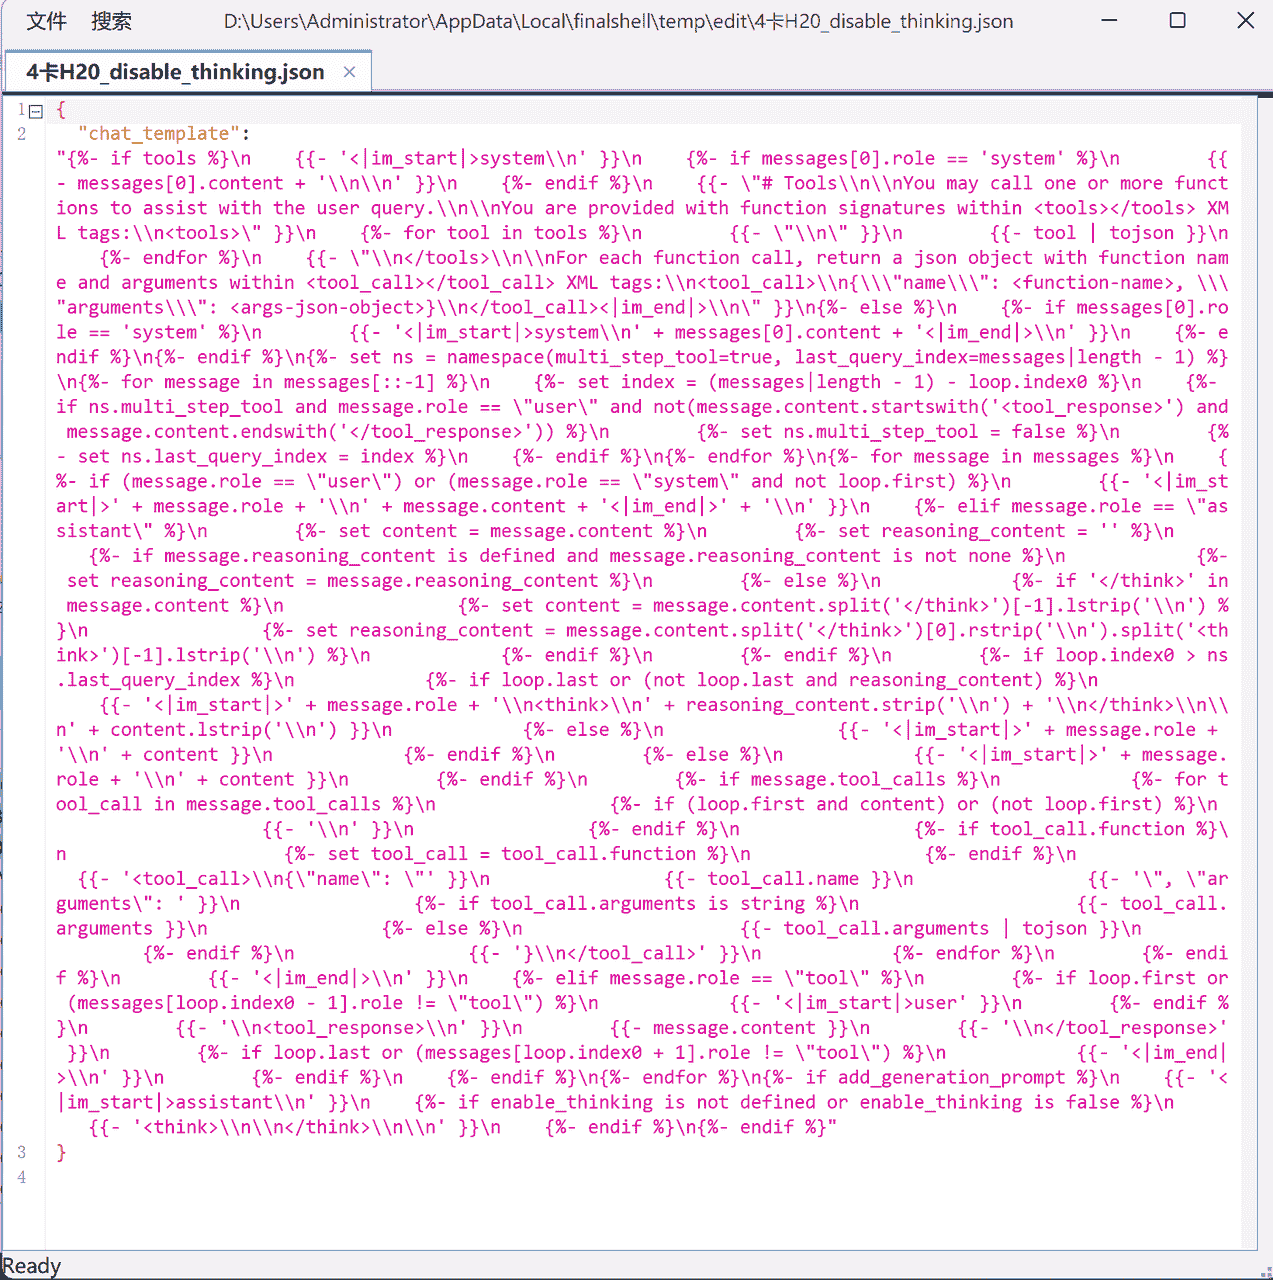 文件 搜索 D:\Users\Administrator\AppData\Local\finalshell\temp\edit\4卡H20_disable_thinking.json
4卡H20_disable_thinking.json ×
1 {
2 "chat_template":
"{%- if tools %}\n    {{- '<|im_start|>system\\n' }}\n    {%- if messages[0].role == 'system' %}\n        {{
- messages[0].content + '\\n\\n' }}\n    {%- endif %}\n    {{- \"# Tools\\n\\nYou may call one or more funct
ions to assist with the user query.\\n\\nYou are provided with function signatures within <tools></tools> XM
L tags:\\n<tools>\" }}\n    {%- for tool in tools %}\n        {{- \"\\n\" }}\n        {{- tool | tojson }}\n
    {%- endfor %}\n    {{- \"\\n</tools>\\n\\nFor each function call, return a json object with function nam
e and arguments within <tool_call></tool_call> XML tags:\\n<tool_call>\\n{\\\"name\\\": <function-name>, \\\
"arguments\\\": <args-json-object>}\\n</tool_call><|im_end|>\\n\" }}\n{%- else %}\n    {%- if messages[0].ro
le == 'system' %}\n        {{- '<|im_start|>system\\n' + messages[0].content + '<|im_end|>\\n' }}\n    {%- e
ndif %}\n{%- endif %}\n{%- set ns = namespace(multi_step_tool=true, last_query_index=messages|length - 1) %}
\n{%- for message in messages[::-1] %}\n    {%- set index = (messages|length - 1) - loop.index0 %}\n    {%-
if ns.multi_step_tool and message.role == \"user\" and not(message.content.startswith('<tool_response>') and
 message.content.endswith('</tool_response>')) %}\n        {%- set ns.multi_step_tool = false %}\n        {%
- set ns.last_query_index = index %}\n    {%- endif %}\n{%- endfor %}\n{%- for message in messages %}\n    {
%- if (message.role == \"user\") or (message.role == \"system\" and not loop.first) %}\n        {{- '<|im_st
art|>' + message.role + '\\n' + message.content + '<|im_end|>' +  '\\n' }}\n    {%- elif message.role == \"as
sistant\" %}\n        {%- set content = message.content %}\n        {%- set reasoning_content = '' %}\n
   {%- if message.reasoning_content is defined and message.reasoning_content is not none %}\n            {%-
 set reasoning_content = message.reasoning_content %}\n        {%- else %}\n            {%- if '</think>' in
 message.content %}\n                {%- set content = message.content.split('</think>')[-1].lstrip('\\n') %
}\n                {%- set reasoning_content = message.content.split('</think>')[0].rstrip('\\n').split('<th
ink>')[-1].lstrip('\\n') %}\n            {%- endif %}\n        {%- endif %}\n        {%- if loop.index0 > ns
.last_query_index %}\n            {%- if loop.last or (not loop.last and reasoning_content) %}\n
    {{- '<|im_start|>' + message.role + '\\n<think>\\n' + reasoning_content.strip('\\n') + '\\n</think>\\n\\
n' + content.lstrip('\\n') }}\n            {%- else %}\n                {{- '<|im_start|>' + message.role +
'\\n' + content }}\n            {%- endif %}\n        {%- else %}\n            {{- '<|im_start|>' + message.
role + '\\n' + content }}\n        {%- endif %}\n        {%- if message.tool_calls %}\n            {%- for t
ool_call in message.tool_calls %}\n                {%- if (loop.first and content) or (not loop.first) %}\n
                   {{- '\\n' }}\n                {%- endif %}\n                {%- if tool_call.function %}\
n                    {%- set tool_call = tool_call.function %}\n                {%- endif %}\n
  {{- '<tool_call>\\n{\"name\": \"' }}\n                {{- tool_call.name }}\n                {{- '\", \"ar
guments\": ' }}\n                {%- if tool_call.arguments is string %}\n                    {{- tool_call.
arguments }}\n                {%- else %}\n                    {{- tool_call.arguments | tojson }}\n
        {%- endif %}\n                {{- '}\\n</tool_call>' }}\n            {%- endfor %}\n        {%- endi
f %}\n        {{- '<|im_end|>\\n' }}\n    {%- elif message.role == \"tool\" %}\n        {%- if loop.first or
 (messages[loop.index0 - 1].role != \"tool\") %}\n            {{- '<|im_start|>user' }}\n        {%- endif %
}\n        {{- '\\n<tool_response>\\n' }}\n        {{- message.content }}\n        {{- '\\n</tool_response>'
 }}\n        {%- if loop.last or (messages[loop.index0 + 1].role != \"tool\") %}\n            {{- '<|im_end|
>\\n' }}\n        {%- endif %}\n    {%- endif %}\n{%- endfor %}\n{%- if add_generation_prompt %}\n    {{- '<
|im_start|>assistant\\n' }}\n    {%- if enable_thinking is not defined or enable_thinking is false %}\n
   {{- '<think>\\n\\n</think>\\n\\n' }}\n    {%- endif %}\n{%- endif %}"
3 }
4
Ready